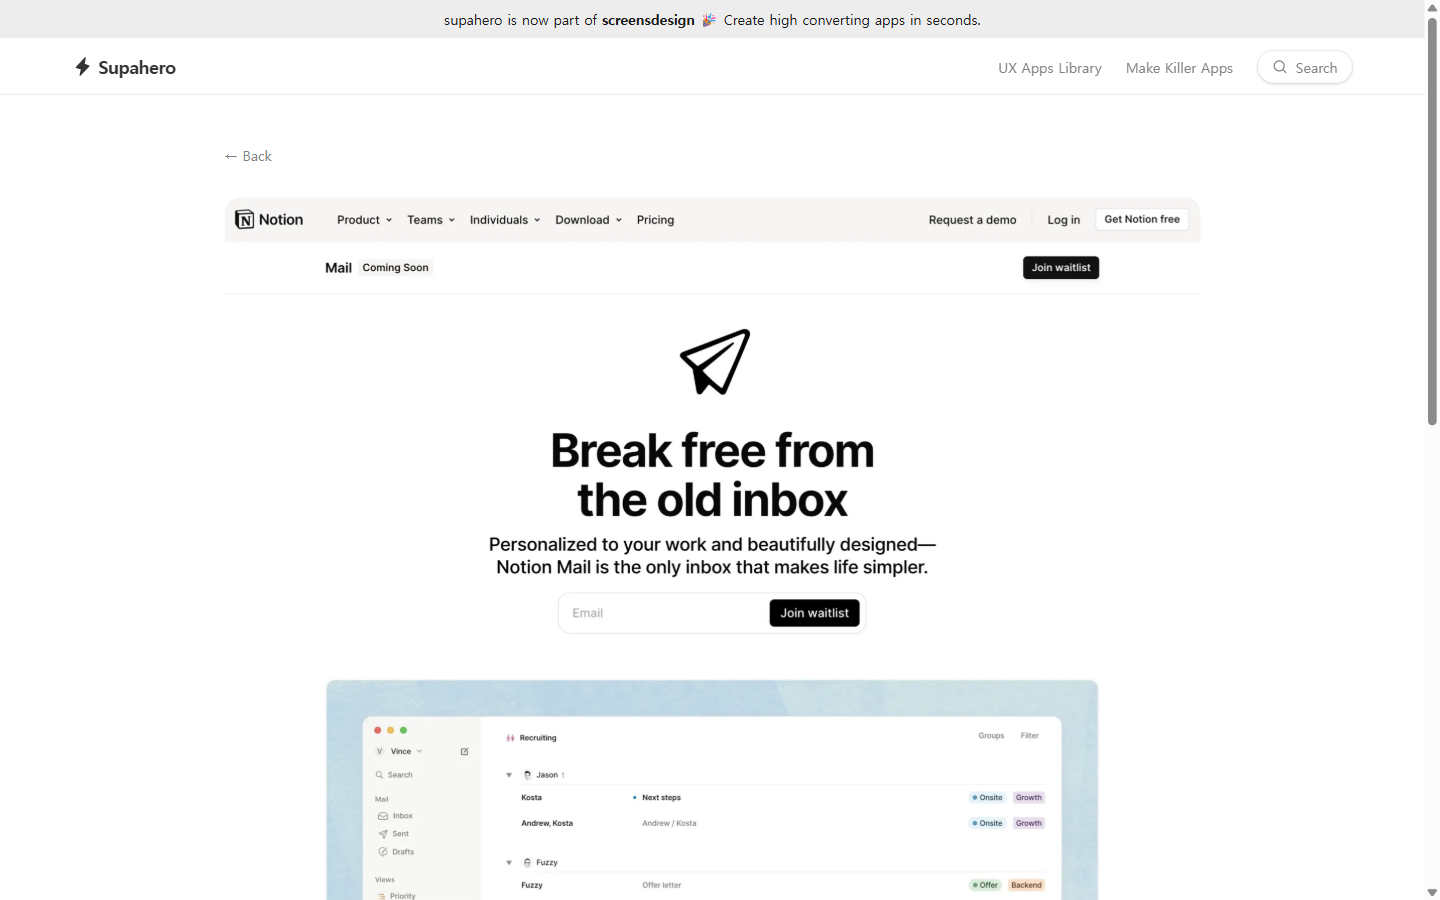 supahero is now part of screensdesign 🎉 Create high converting apps in seconds.
Supahero
UX Apps Library
Make Killer Apps
Search
← Back
Notion
Product
Teams
Individuals
Download
Pricing
Request a demo
Log in
Get Notion free
Mail
Coming Soon
Join waitlist
Break free from
the old inbox
Personalized to your work and beautifully designed—
Notion Mail is the only inbox that makes life simpler.
Email
Join waitlist
V Vince
Search
Mail
Inbox
Sent
Drafts
Views
Priority
Recruiting
Groups
Filter
Jason 1
Kosta
Next steps
Onsite
Growth
Andrew, Kosta
Andrew / Kosta
Onsite
Growth
Fuzzy
Fuzzy
Offer letter
Offer
Backend